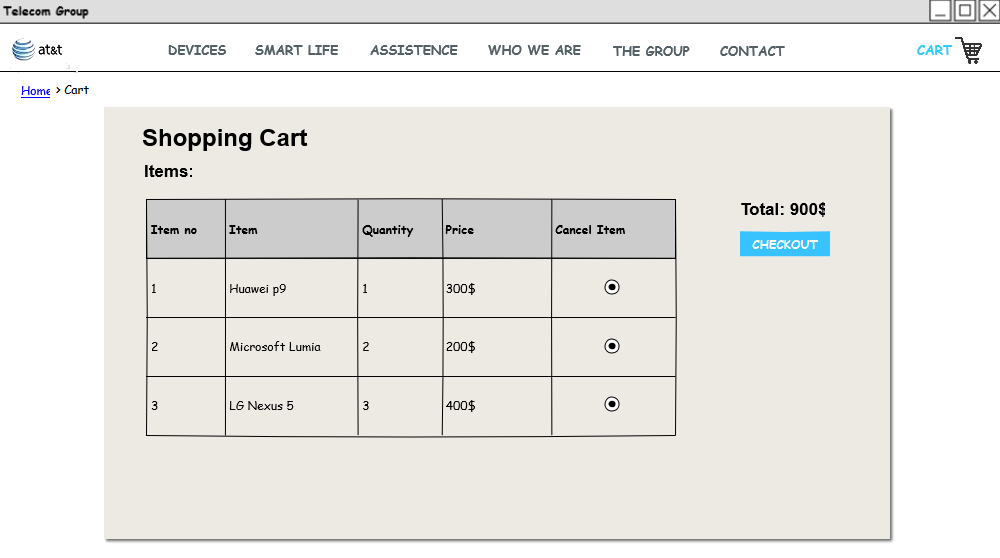 Telecom Group
at&t DEVICES SMART LIFE ASSISTENCE WHO WE ARE THE GROUP CONTACT CART
Home > Cart
Shopping Cart
Items:
Item no Item Quantity Price Cancel Item
1 Huawei p9 1 300$
2 Microsoft Lumia 2 200$
3 LG Nexus 5 3 400$
Total: 900$
CHECKOUT